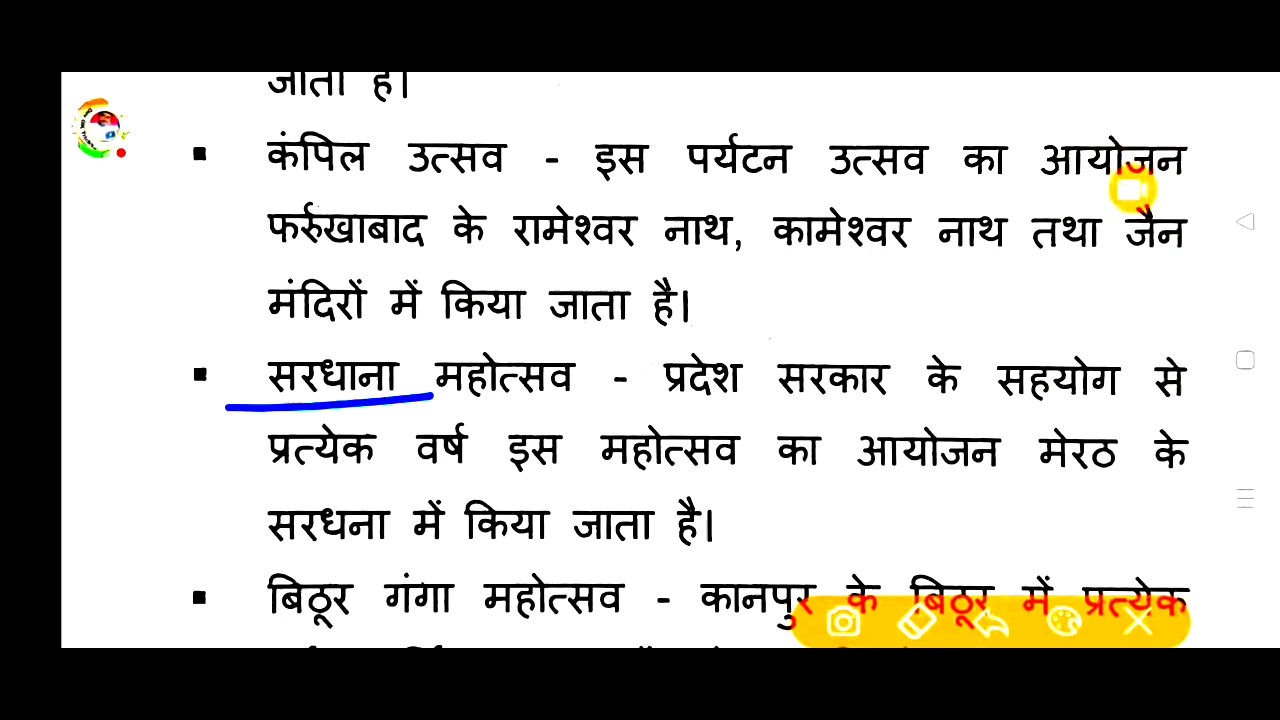 जाता है।
▪ कंपिल उत्सव - इस पर्यटन उत्सव का आयोजन
फर्रुखाबाद के रामेश्वर नाथ, कामेश्वर नाथ तथा जैन
मंदिरों में किया जाता है।
▪ सरधाना महोत्सव - प्रदेश सरकार के सहयोग से
प्रत्येक वर्ष इस महोत्सव का आयोजन मेरठ के
सरधना में किया जाता है।
▪ बिठूर गंगा महोत्सव - कानपुर के बिठूर में प्रत्येक